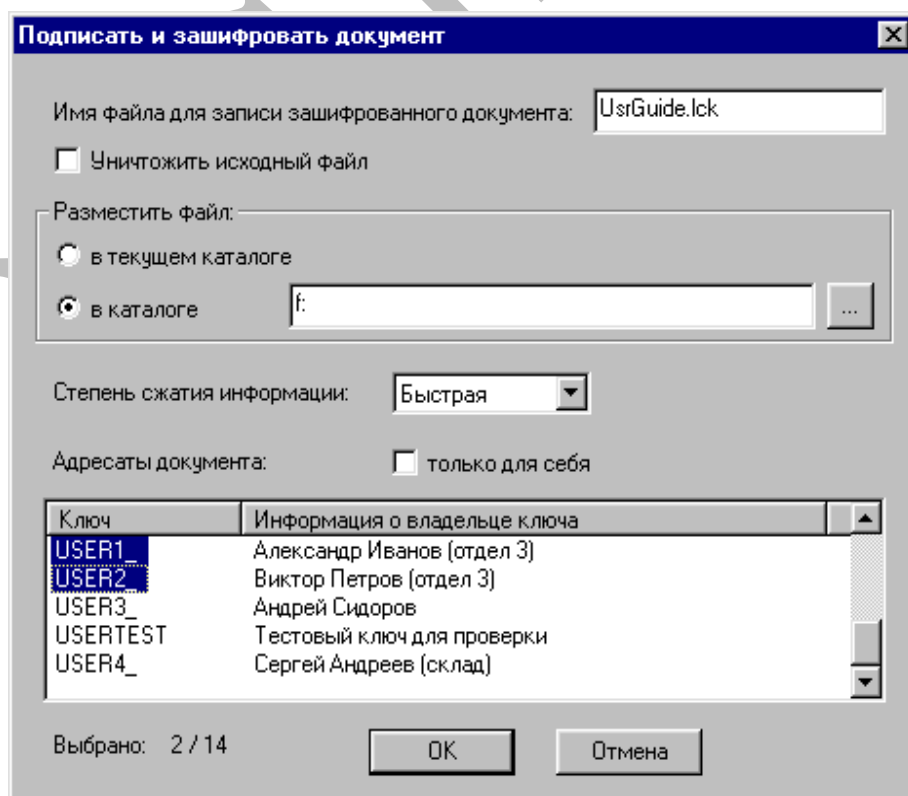 Подписать и зашифровать документ
Имя файла для записи зашифрованного документа: UsrGuide.lck
Уничтожить исходный файл
Разместить файл:
в текущем каталоге
в каталоге f: ...
Степень сжатия информации: Быстрая
Адресаты документа: только для себя
Ключ Информация о владельце ключа
USER1_ Александр Иванов (отдел 3)
USER2_ Виктор Петров (отдел 3)
USER3_ Андрей Сидоров
USERTEST Тестовый ключ для проверки
USER4_ Сергей Андреев (склад)
Выбрано: 2 / 14 OK Отмена